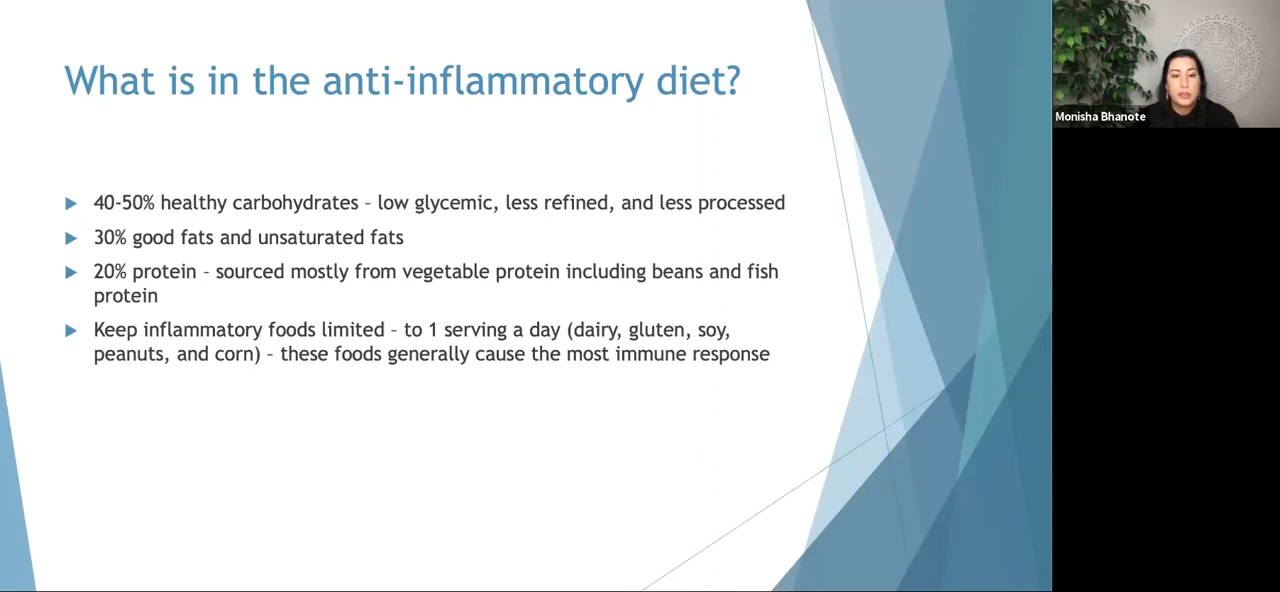 What is in the anti-inflammatory diet?
40-50% healthy carbohydrates – low glycemic, less refined, and less processed
30% good fats and unsaturated fats
20% protein – sourced mostly from vegetable protein including beans and fish
protein
Keep inflammatory foods limited – to 1 serving a day (dairy, gluten, soy,
peanuts, and corn) – these foods generally cause the most immune response
Monisha Bhanote